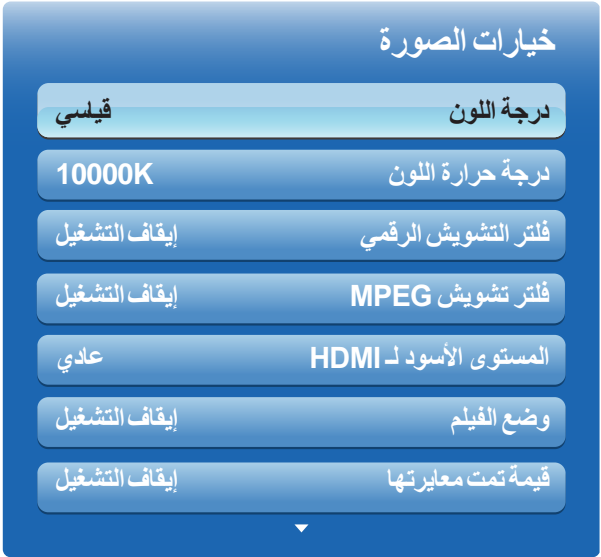 خيارات الصورة
درجة اللون قياسي
درجة حرارة اللون 10000K
فلتر التشويش الرقمي إيقاف التشغيل
فلتر تشويش MPEG إيقاف التشغيل
المستوى الأسود لـ HDMI عادي
وضع الفيلم إيقاف التشغيل
قيمة تمت معايرتها إيقاف التشغيل